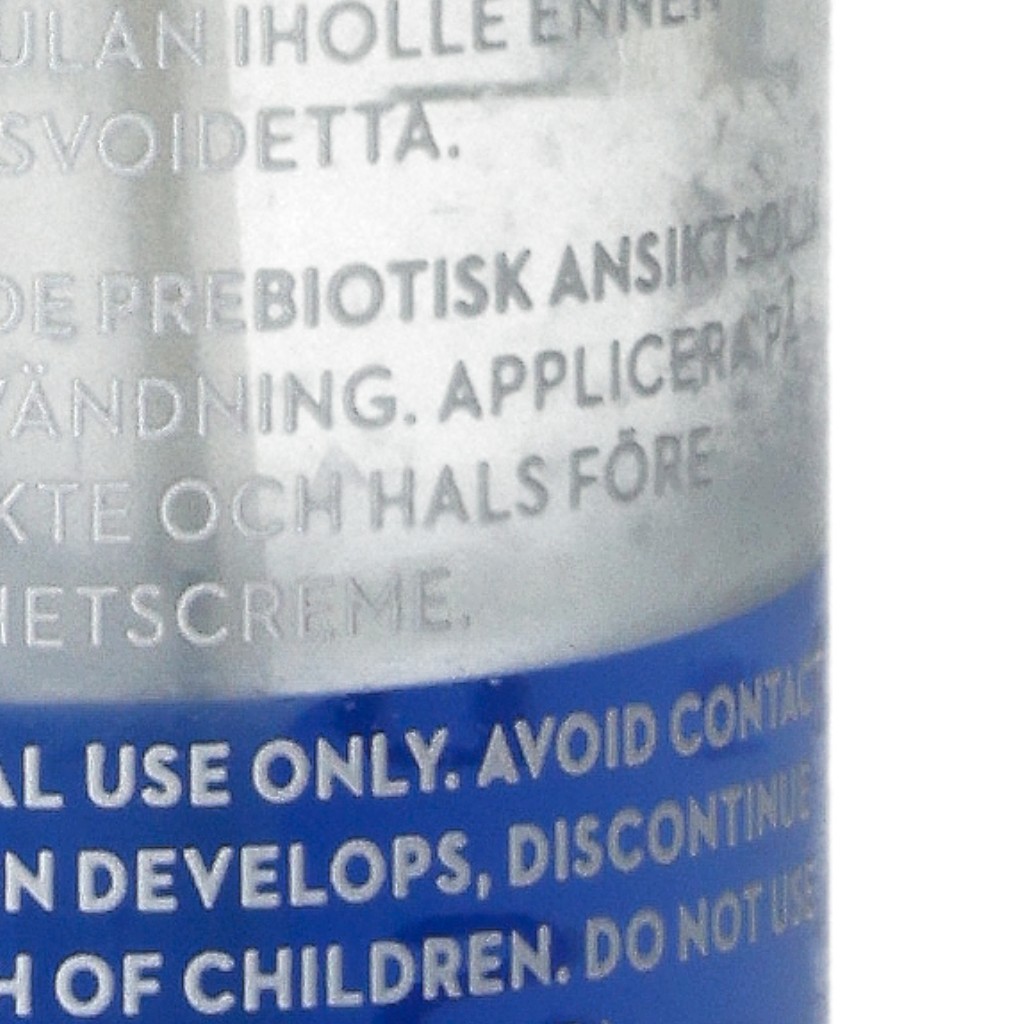 ULAN IHOLLE ENNEN
SVOIDETTA.
DE PREBIOTISK ANSIKTSOLJA
VÄNDNING. APPLICERA PÅ
KTE OCH HALS FÖRE
HETSCREME.
AL USE ONLY. AVOID CONTACT
N DEVELOPS, DISCONTINUE
H OF CHILDREN. DO NOT USE